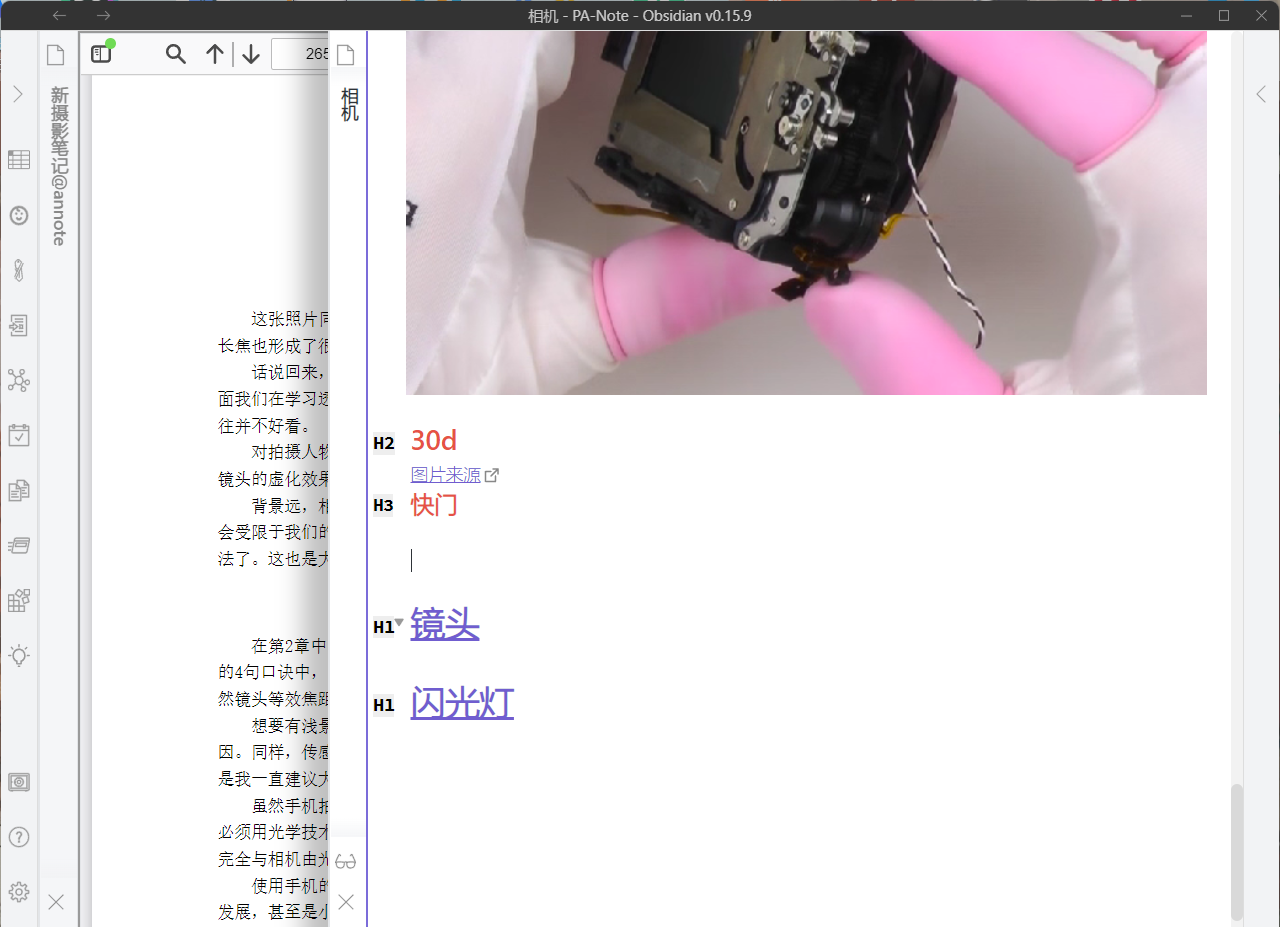 相机 - PA-Note - Obsidian v0.15.9
265
新摄影笔记@annote
相机
这张照片同
长焦也形成了很
话说回来，
面我们在学习透
往并不好看。
对拍摄人物
镜头的虚化效果
背景远，相
会受限于我们的
法了。这也是大
在第2章中
的4句口诀中，
然镜头等效焦距
想要有浅景
因。同样，传感
是我一直建议大
虽然手机拍
必须用光学技术
完全与相机由光
使用手机的
发展，甚至是小
H2 30d
图片来源
H3 快门
H1 镜头
H1 闪光灯